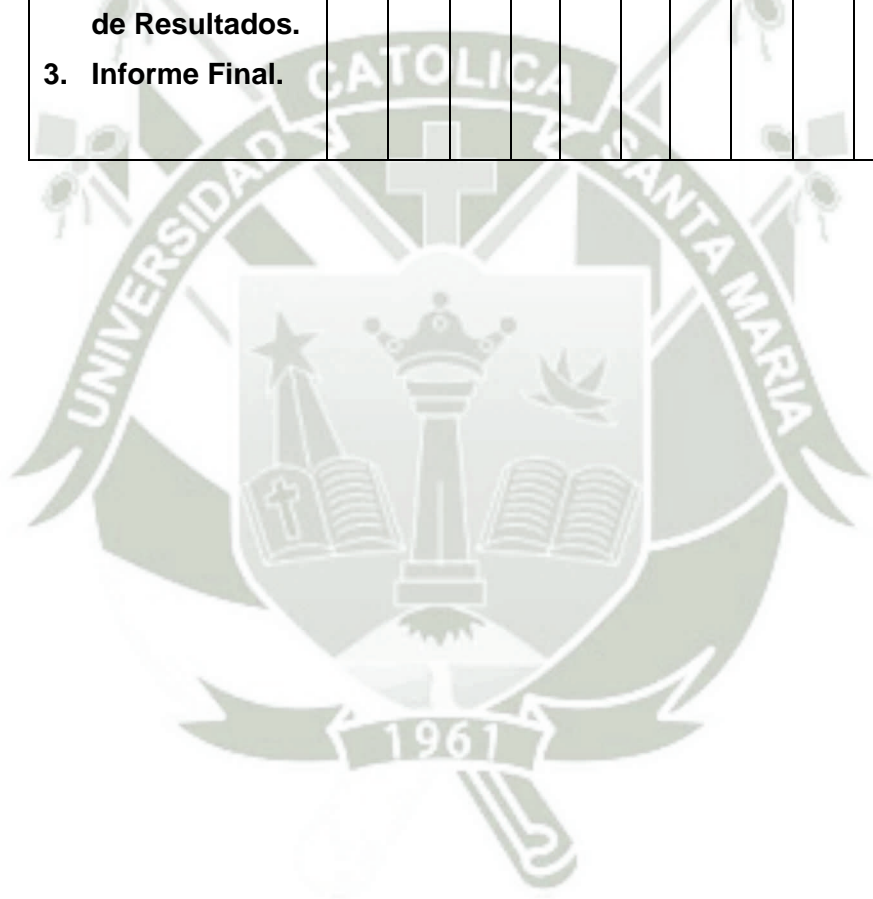 de Resultados.
3. Informe Final.
UNIVERSIDAD CATOLICA SANTA MARIA
1961